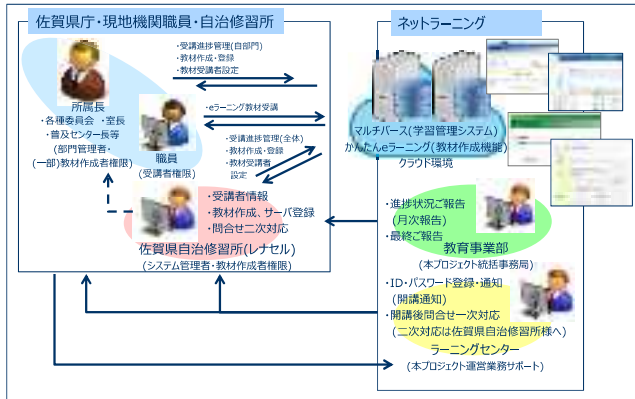 佐賀県庁・現地機関職員・自治修習所
所属長
・各種委員会 ・室長
・普及センター長等
(部門管理者・
(一部)教材作成者権限)
職員
(受講者権限)
・受講進捗管理(自部門)
・教材作成・登録
・教材受講者設定
・eラーニング教材受講
・受講進捗管理(全体)
・教材作成・登録
・教材受講者
設定
・受講者情報
・教材作成、サーバ登録
・問合せ二次対応
佐賀県自治修習所(レナセル)
(システム管理者・教材作成者権限)
ネットラーニング
マルチバース(学習管理システム)
かんたんeラーニング(教材作成機能)
クラウド環境
・進捗状況ご報告
(月次報告)
・最終ご報告
教育事業部
(本プロジェクト統括事務局)
・ID・パスワード登録・通知
(開講通知)
・開講後問合せ一次対応
(二次対応は佐賀県自治修習所様へ)
ラーニングセンター
(本プロジェクト運営業務サポート)